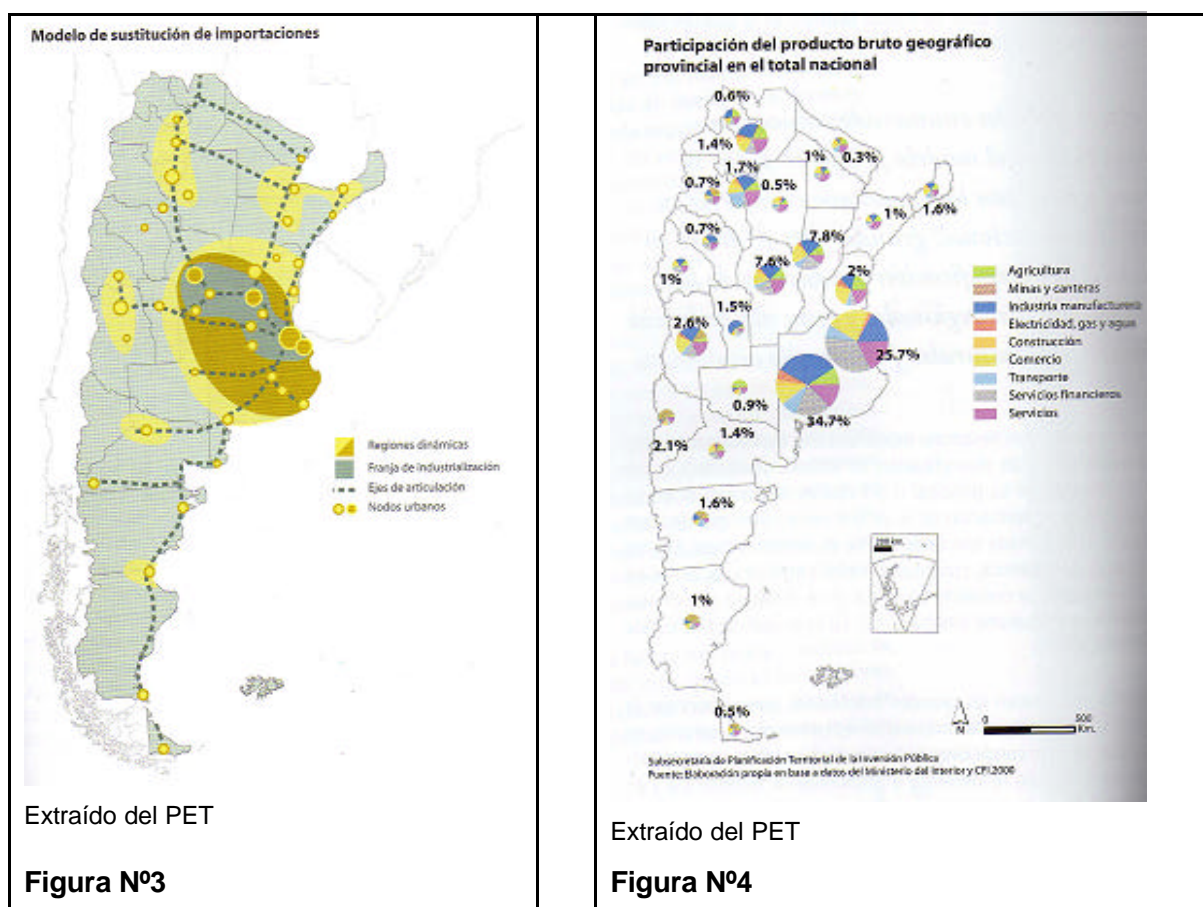 Modelo de sustitución de importaciones
Regiones dinámicas
Franja de industrialización
Ejes de articulación
Nodos urbanos
Extraído del PET
Figura Nº3
Participación del producto bruto geográfico
provincial en el total nacional
0.6%
1.4%
1%
0.3%
1.7%
0.7%
0.5%
1%
1.6%
0.7%
7.8%
1%
7.6%
2%
1.5%
2.6%
25.7%
0.9%
34.7%
2.1%
1.4%
1.6%
1%
0.5%
Agricultura
Minas y canteras
Industria manufacturera
Electricidad, gas y agua
Construcción
Comercio
Transporte
Servicios financieros
Servicios
200 km.
N
0 500
Km.
Subsecretaría de Planificación Territorial de la Inversión Pública
Fuente: Elaboración propia en base a datos del Ministerio del Interior y CFI,2000
Extraído del PET
Figura Nº4